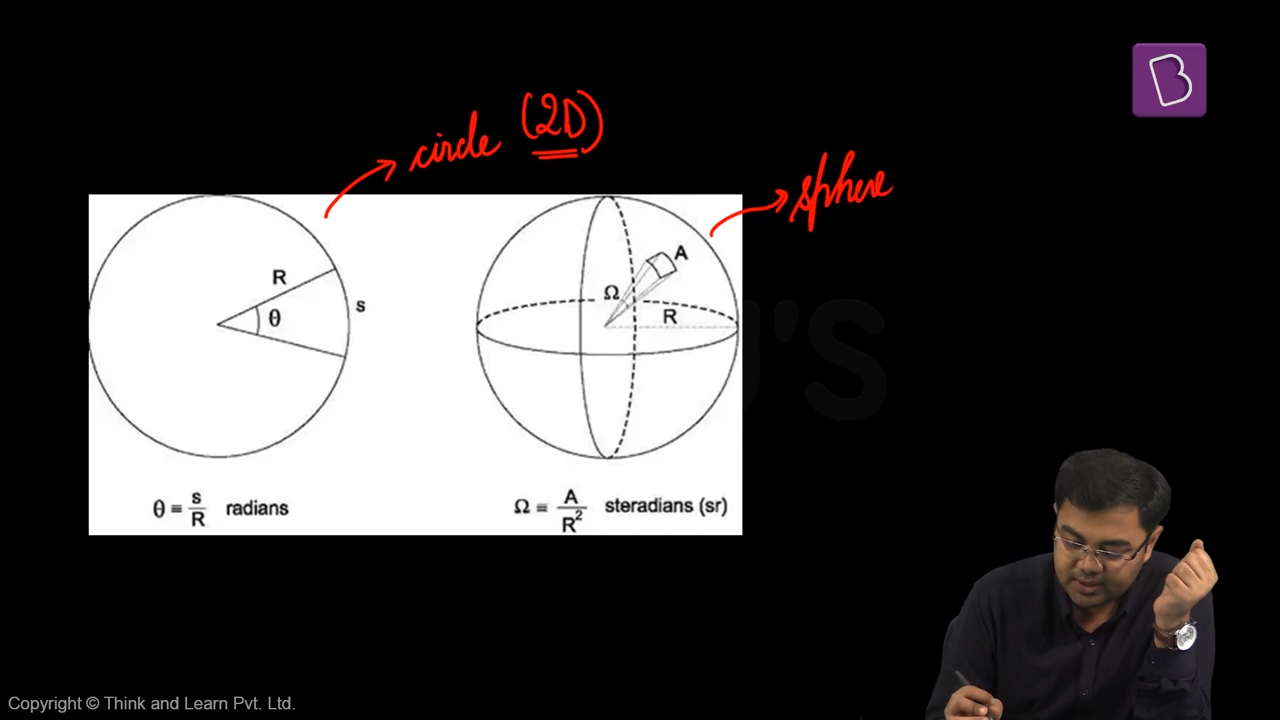 circle (2D)
sphere
R
θ
s
A
Ω
R
θ ≡ s/R radians
Ω ≡ A/R² steradians (sr)
'S
Copyright © Think and Learn Pvt. Ltd.